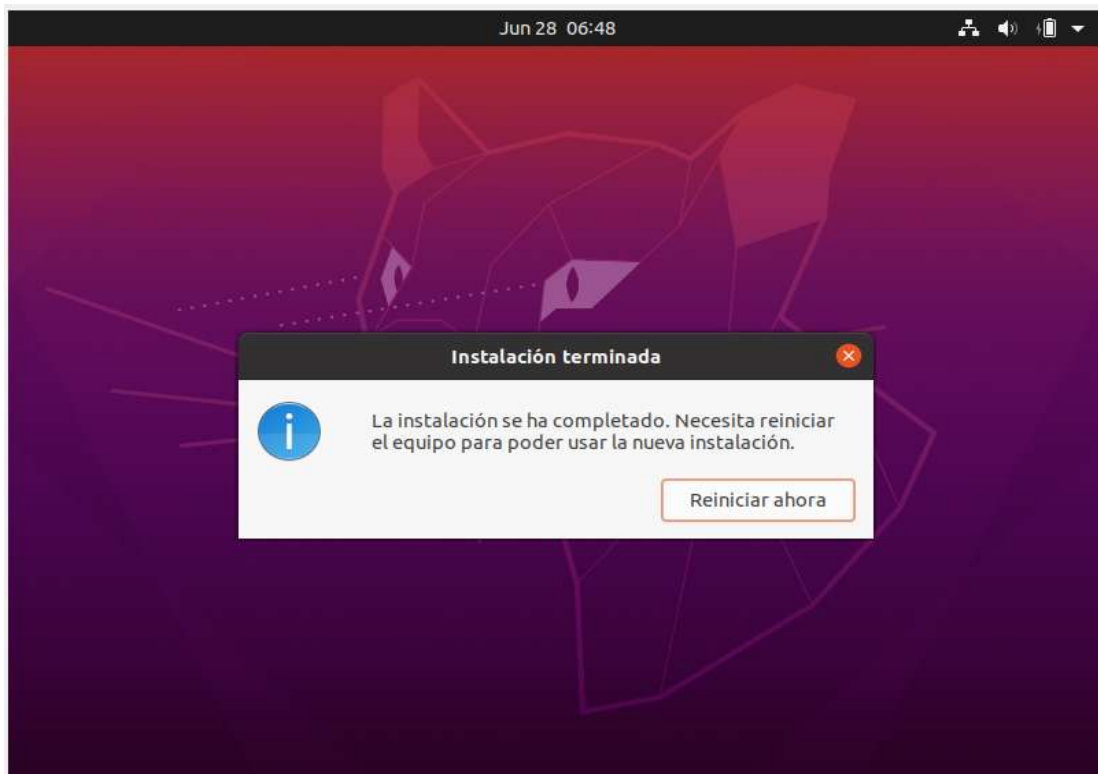 Jun 28 06:48
Instalación terminada
La instalación se ha completado. Necesita reiniciar
el equipo para poder usar la nueva instalación.
Reiniciar ahora